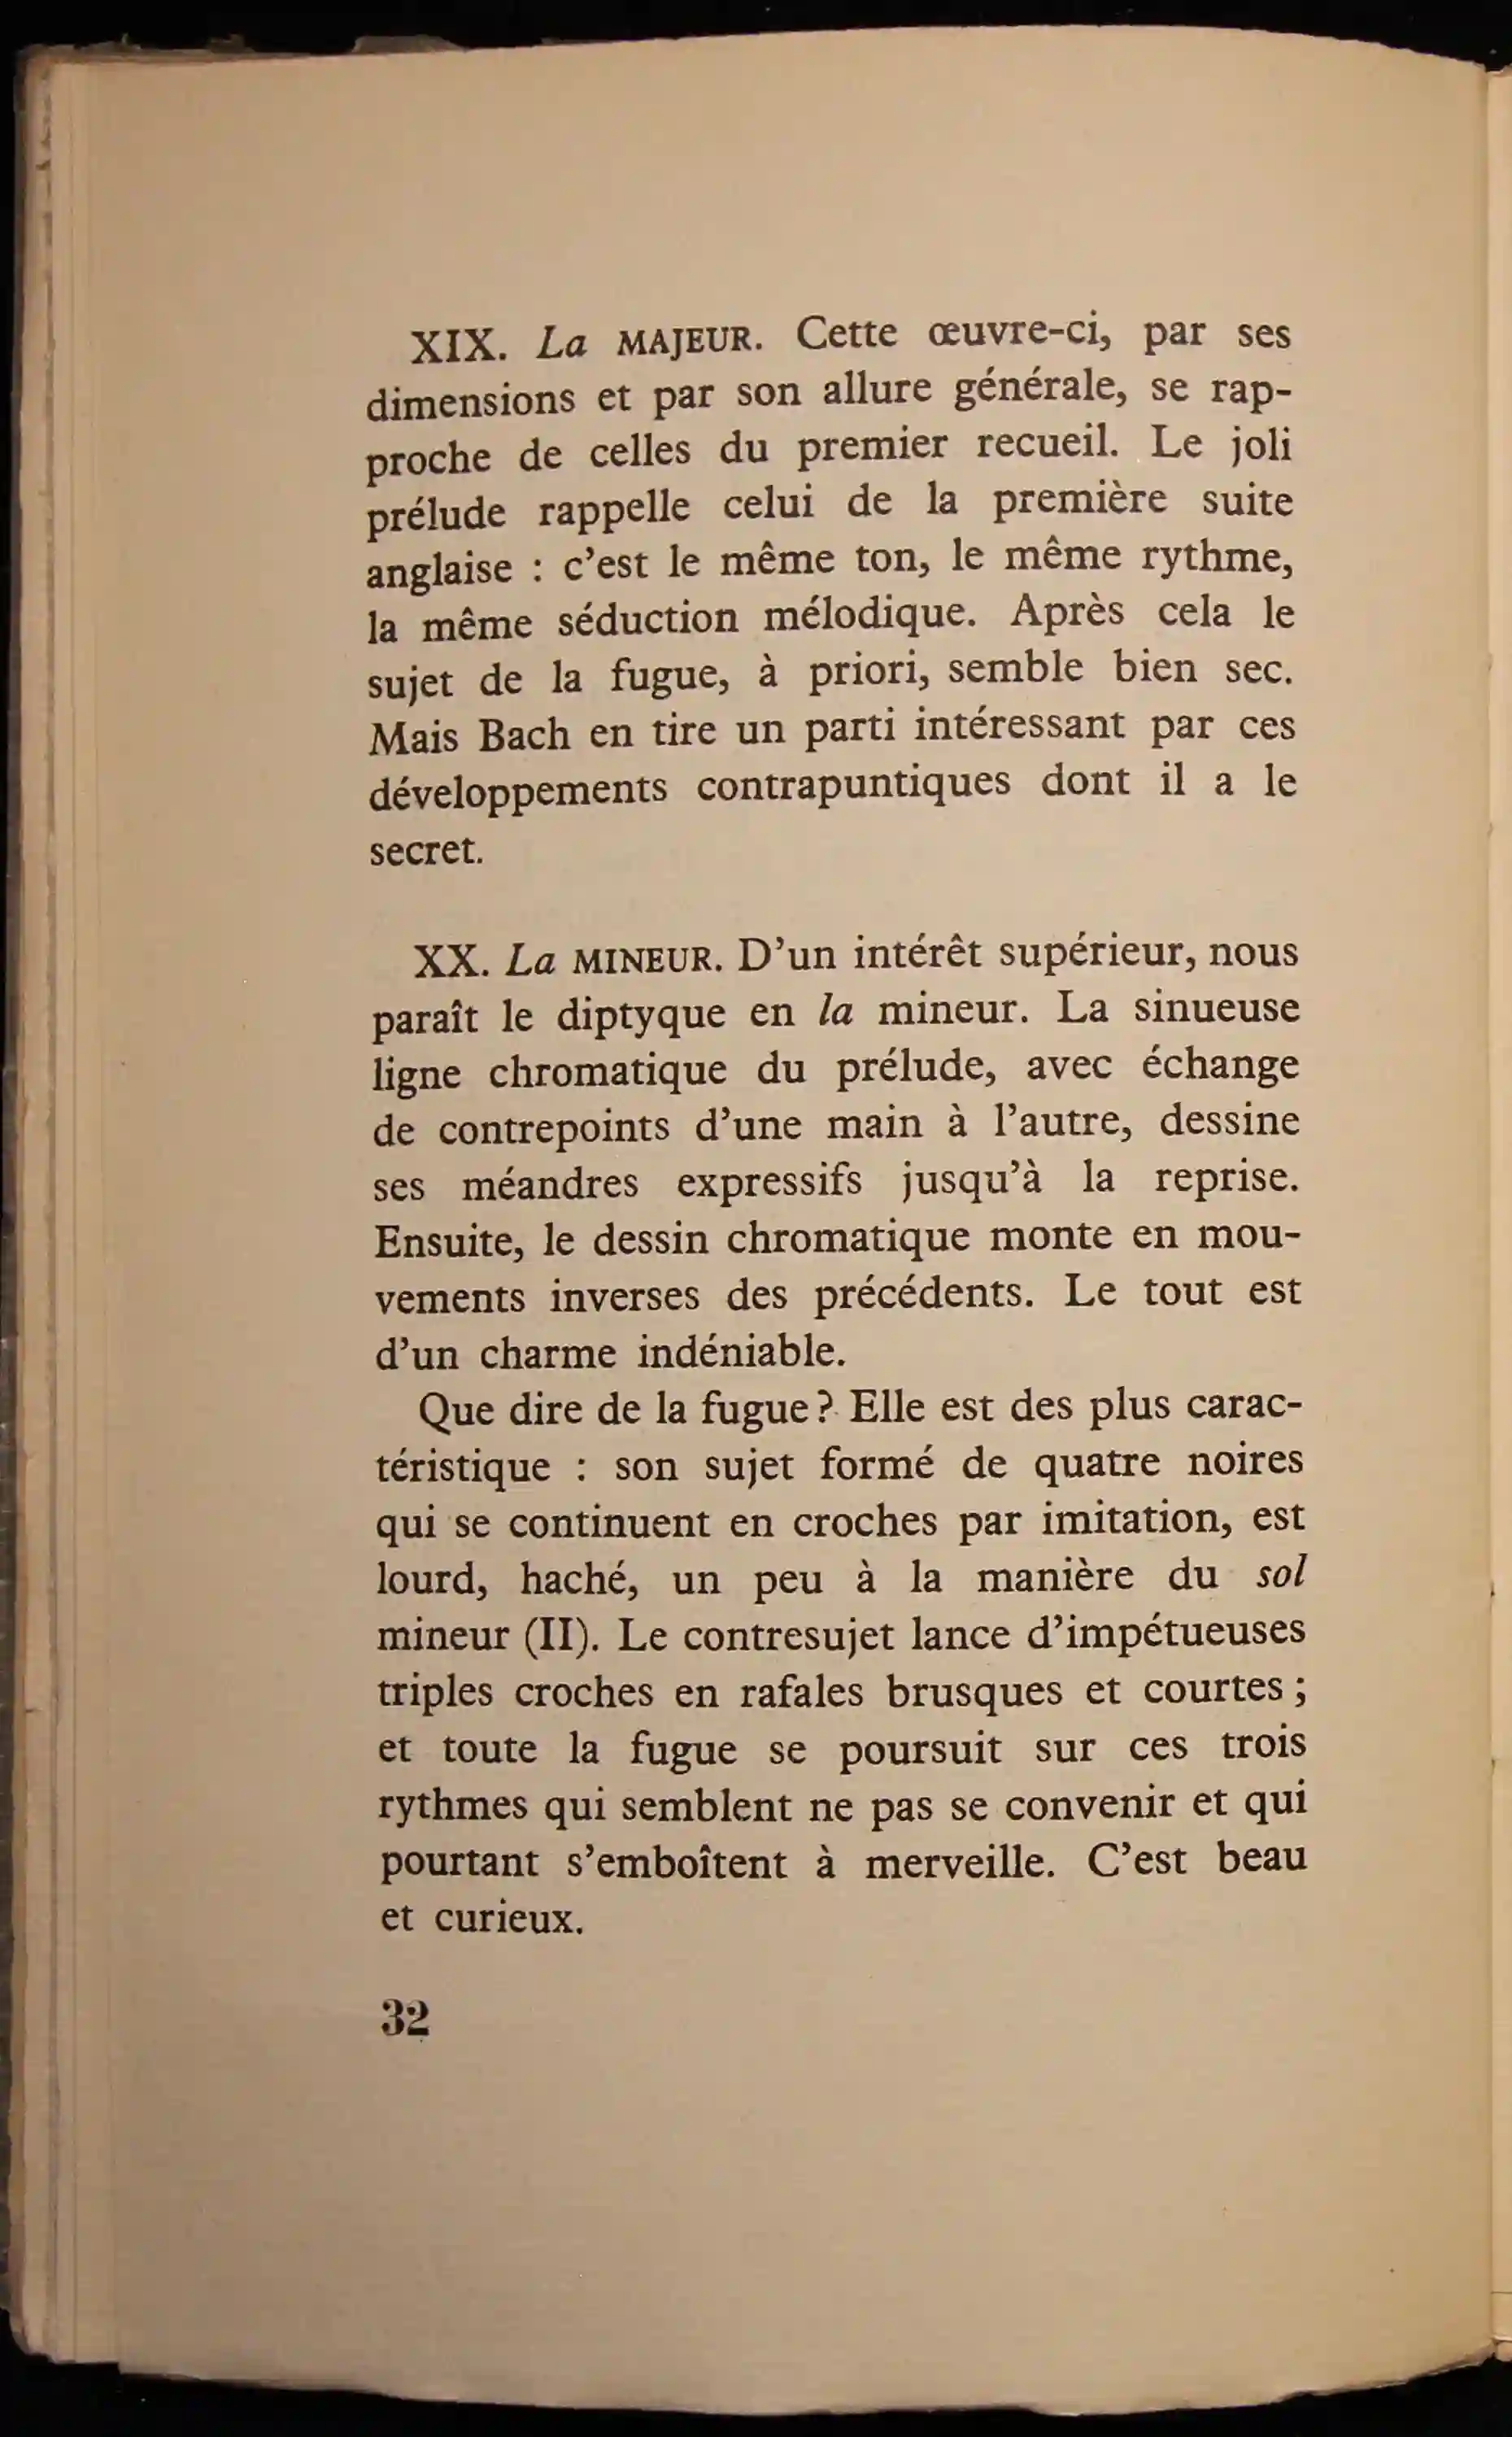 XIX. La MAJEUR. Cette œuvre-ci, par ses
dimensions et par son allure générale, se rap-
proche de celles du premier recueil. Le joli
prélude rappelle celui de la première suite
anglaise : c’est le même ton, le même rythme,
la même séduction mélodique. Après cela le
sujet de la fugue, à priori, semble bien sec.
Mais Bach en tire un parti intéressant par ces
développements contrapuntiques dont il a le
secret.
XX. La MINEUR. D’un intérêt supérieur, nous
paraît le diptyque en la mineur. La sinueuse
ligne chromatique du prélude, avec échange
de contrepoints d’une main à l’autre, dessine
ses méandres expressifs jusqu’à la reprise.
Ensuite, le dessin chromatique monte en mou-
vements inverses des précédents. Le tout est
d’un charme indéniable.
Que dire de la fugue ? Elle est des plus carac-
téristique : son sujet formé de quatre noires
qui se continuent en croches par imitation, est
lourd, haché, un peu à la manière du sol
mineur (II). Le contresujet lance d’impétueuses
triples croches en rafales brusques et courtes ;
et toute la fugue se poursuit sur ces trois
rythmes qui semblent ne pas se convenir et qui
pourtant s’emboîtent à merveille. C’est beau
et curieux.
32